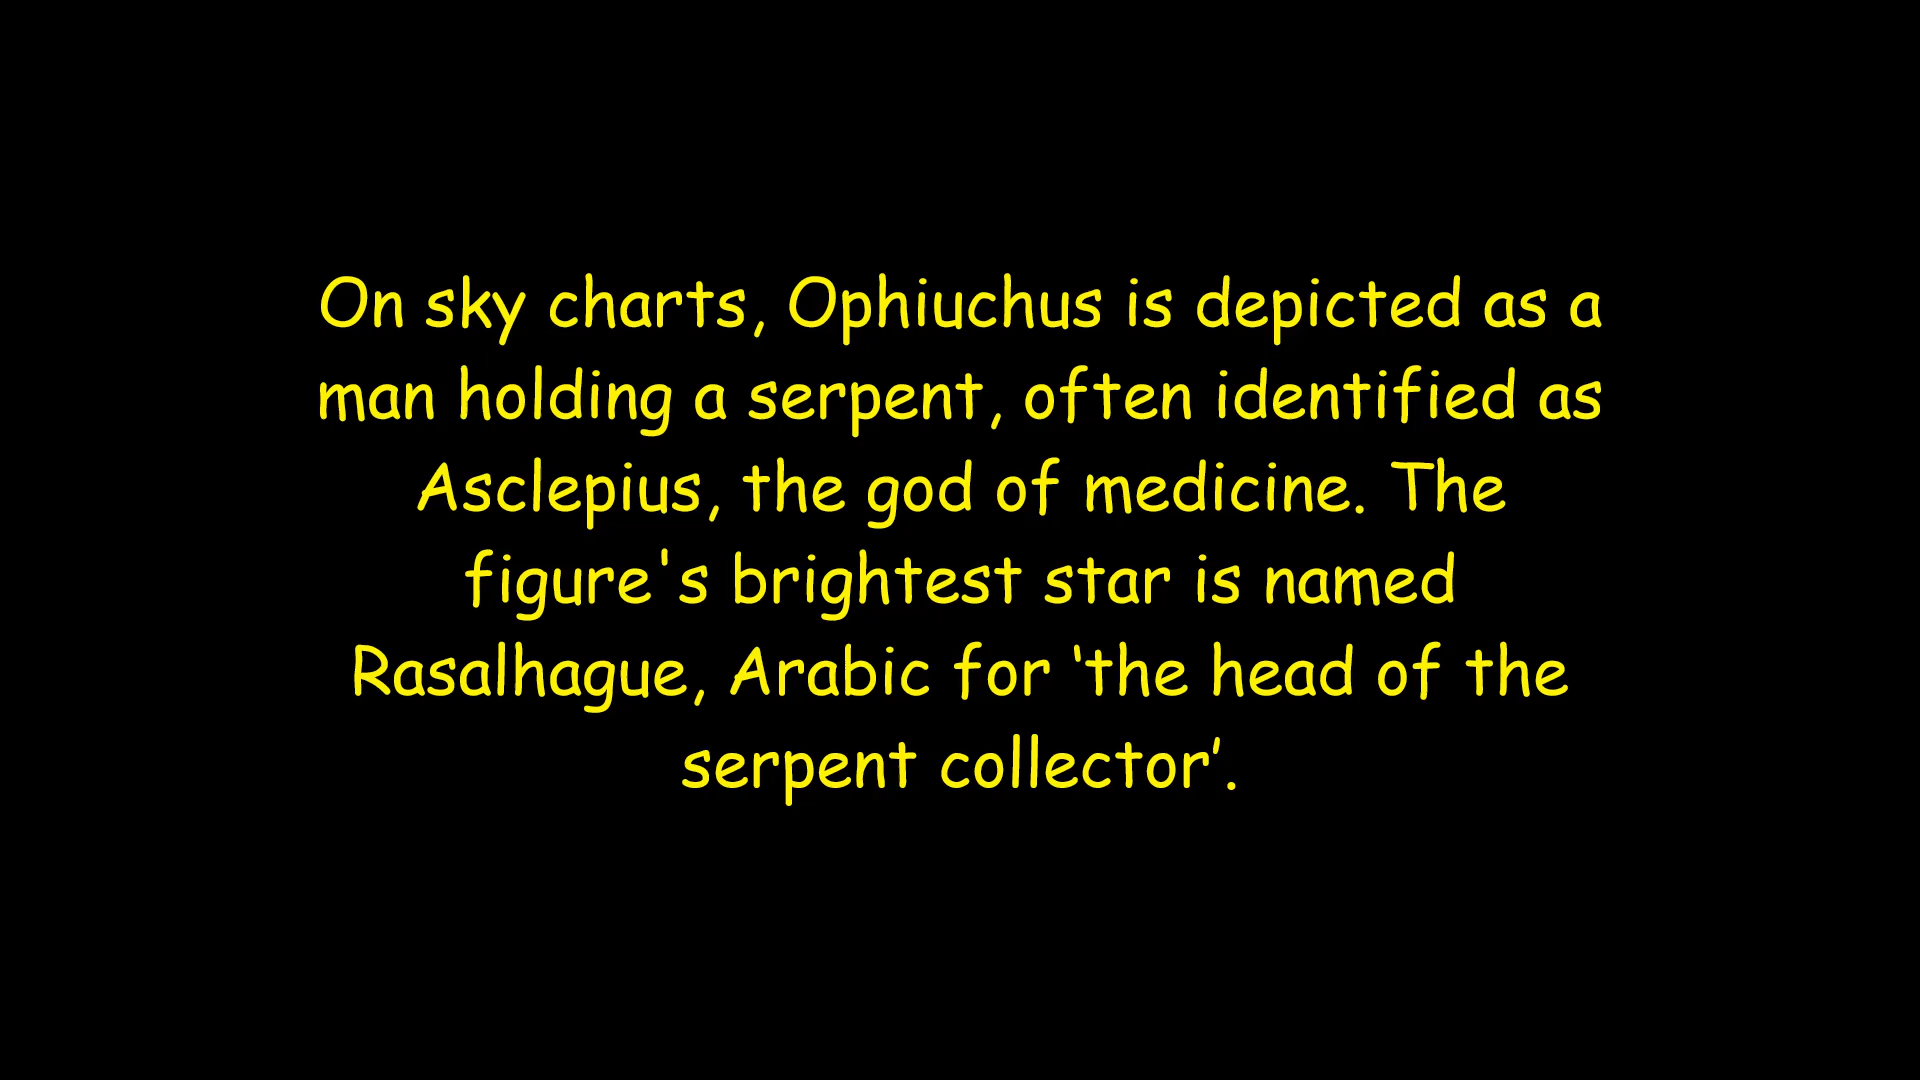 On sky charts, Ophiuchus is depicted as a
man holding a serpent, often identified as
Asclepius, the god of medicine. The
figure's brightest star is named
Rasalhague, Arabic for ‘the head of the
serpent collector’.